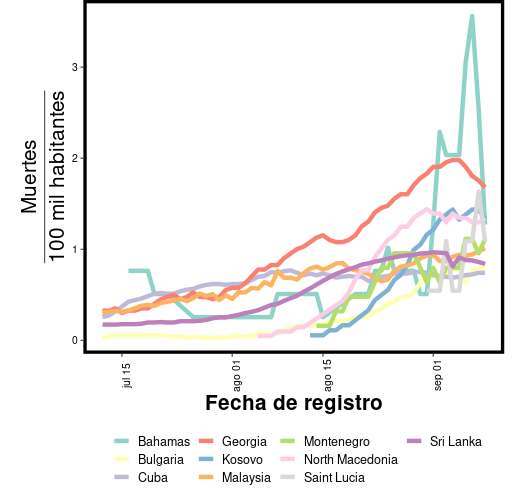 Muertes
100 mil habitantes
3
2
1
0
jul 15
ago 01
ago 15
sep 01
Fecha de registro
Bahamas Georgia Montenegro Sri Lanka
Bulgaria Kosovo North Macedonia
Cuba Malaysia Saint Lucia